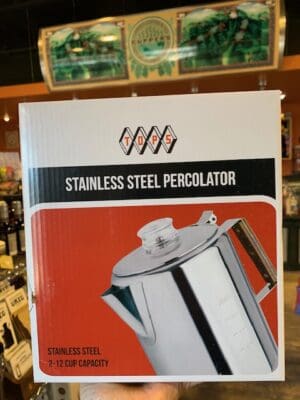 TOPS
STAINLESS STEEL PERCOLATOR
STAINLESS STEEL
2-12 CUP CAPACITY